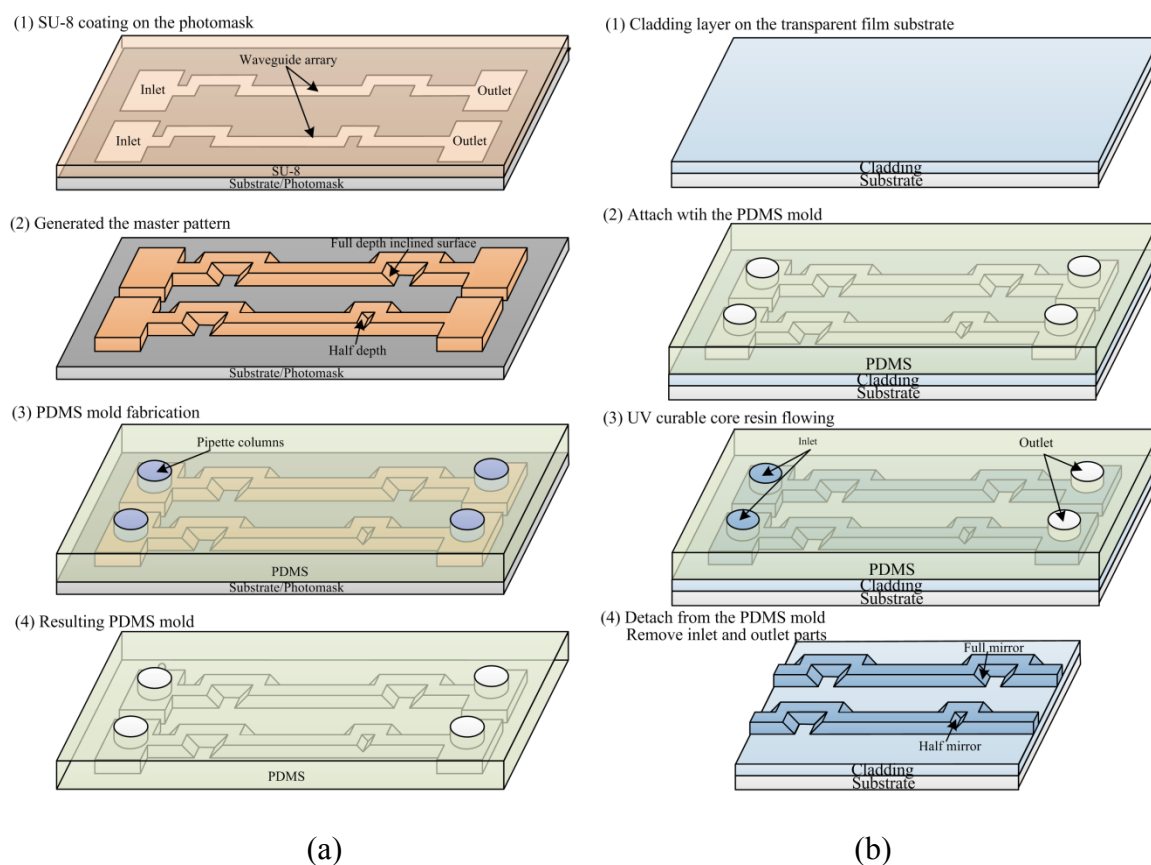 (1) SU-8 coating on the photomask
Waveguide arrary
Inlet
Outlet
Inlet
Outlet
SU-8
Substrate/Photomask
(2) Generated the master pattern
Full depth inclined surface
Half depth
Substrate/Photomask
(3) PDMS mold fabrication
Pipette columns
PDMS
Substrate/Photomask
(4) Resulting PDMS mold
PDMS
(a)
(1) Cladding layer on the transparent film substrate
Cladding
Substrate
(2) Attach wtih the PDMS mold
PDMS
Cladding
Substrate
(3) UV curable core resin flowing
Inlet
Outlet
PDMS
Cladding
Substrate
(4) Detach from the PDMS mold
Remove inlet and outlet parts
Full mirror
Half mirror
Cladding
Substrate
(b)